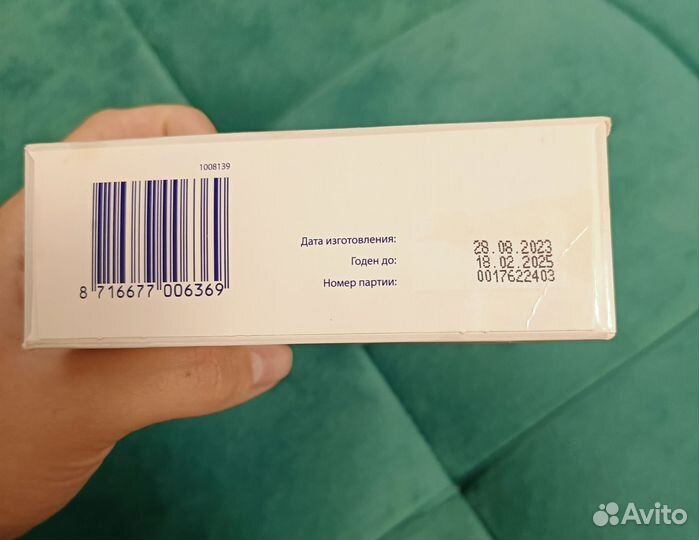 1008139
8 716677 006369
Дата изготовления: 28.08.2023
Годен до: 18.02.2025
Номер партии: 0017622403
Avito